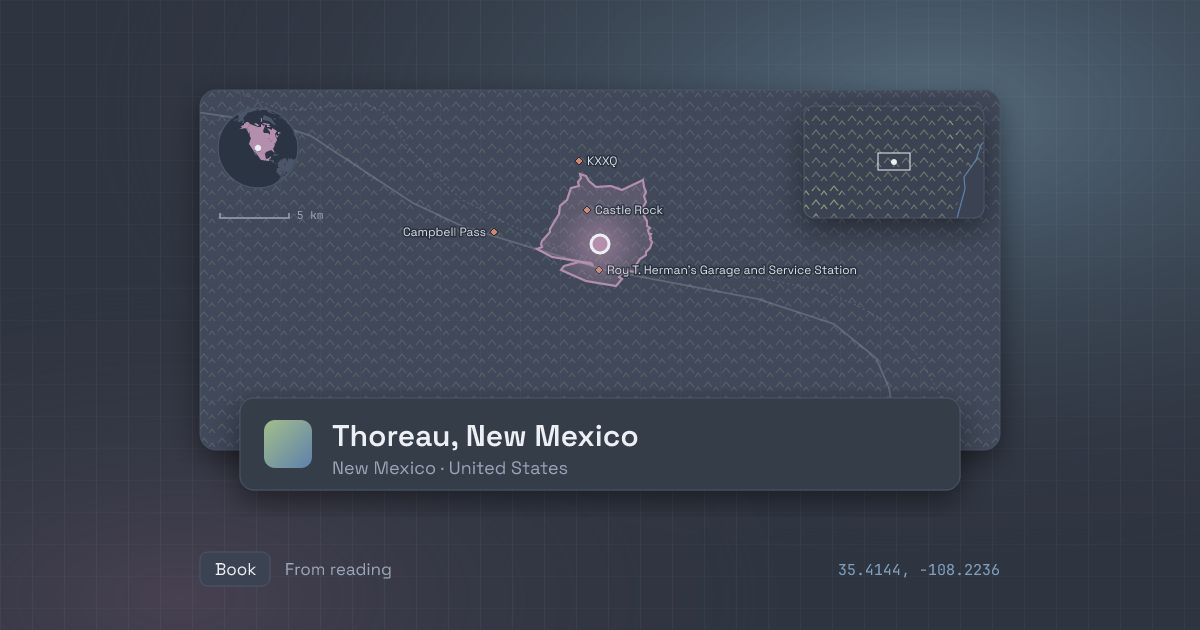 KXXQ
Castle Rock
5 km
Campbell Pass
Roy T. Herman's Garage and Service Station
Thoreau, New Mexico
New Mexico · United States
Book
From reading
35.4144, -108.2236